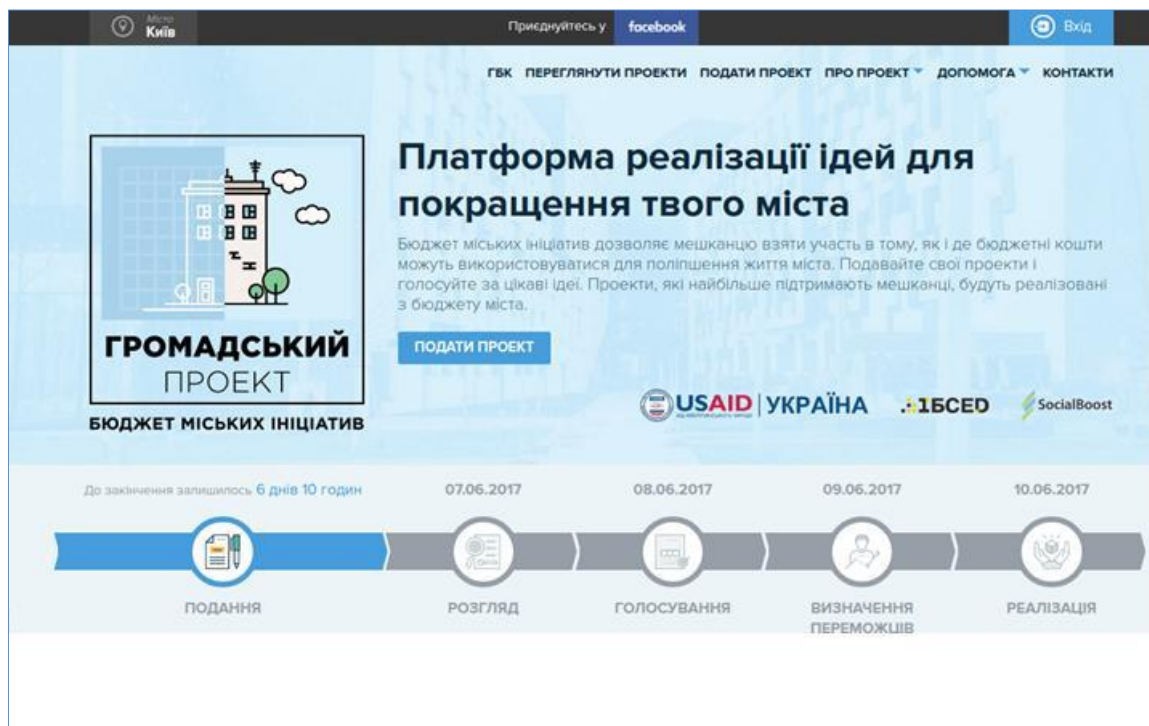 Місто
Київ
Приєднуйтесь у facebook
Вхід
ГБК ПЕРЕГЛЯНУТИ ПРОЕКТИ ПОДАТИ ПРОЕКТ ПРО ПРОЕКТ ДОПОМОГА КОНТАКТИ
Платформа реалізації ідей для
покращення твого міста
Бюджет міських ініціатив дозволяє мешканцю взяти участь в тому, як і де бюджетні кошти
можуть використовуватися для поліпшення життя міста. Подавайте свої проекти і
голосуйте за цікаві ідеї. Проекти, які найбільше підтримають мешканці, будуть реалізовані
з бюджету міста.
ПОДАТИ ПРОЕКТ
ГРОМАДСЬКИЙ
ПРОЕКТ
БЮДЖЕТ МІСЬКИХ ІНІЦІАТИВ
USAID УКРАЇНА
1БСED
SocialBoost
До закінчення залишилось 6 днів 10 годин
07.06.2017
08.06.2017
09.06.2017
10.06.2017
ПОДАННЯ
РОЗГЛЯД
ГОЛОСУВАННЯ
ВИЗНАЧЕННЯ
ПЕРЕМОЖЦІВ
РЕАЛІЗАЦІЯ